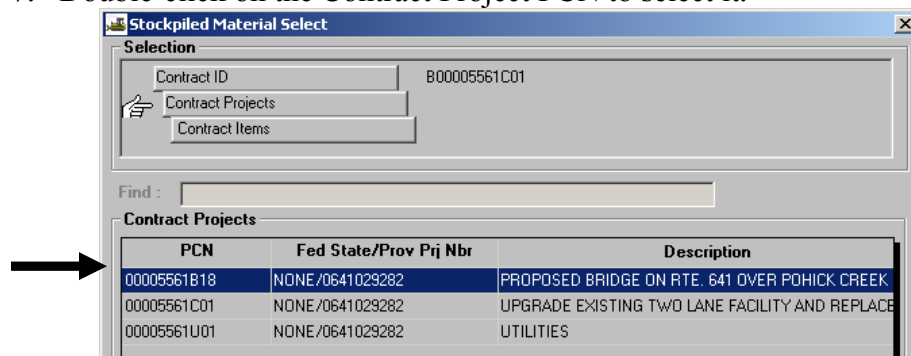 Stockpiled Material Select
Selection
Contract ID B00005561C01
Contract Projects
Contract Items
Find :
Contract Projects
PCN Fed State/Prov Prj Nbr Description
00005561B18 NONE/0641029282 PROPOSED BRIDGE ON RTE. 641 OVER POHICK CREEK
00005561C01 NONE/0641029282 UPGRADE EXISTING TWO LANE FACILITY AND REPLACE
00005561U01 NONE/0641029282 UTILITIES